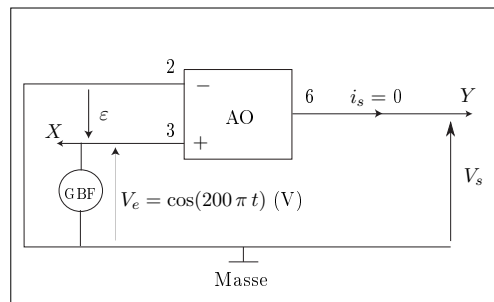 2
−
6
i_s = 0
Y
ε
AO
X
3
+
GBF
V_e = cos(200 π t) (V)
V_s
Masse